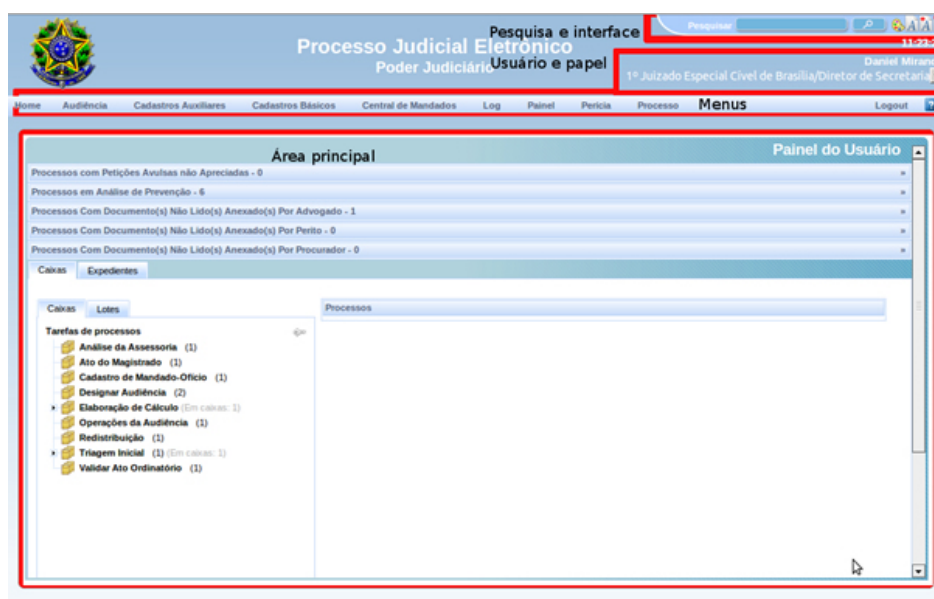 Pesquisa e interface
Pesquisar
A A
Processo Judicial Eletrônico
Poder Judiciário
Usuário e papel
Daniel Miran
1º Juizado Especial Cível de Brasília/Diretor de Secretaria
Home Audiência Cadastros Auxiliares Cadastros Básicos Central de Mandados Log Painel Perícia Processo Menus Logout
Área principal
Painel do Usuário
Processos com Petições Avulsas não Apreciadas - 0
Processos em Análise de Prevenção - 6
Processos Com Documento(s) Não Lido(s) Anexado(s) Por Advogado - 1
Processos Com Documento(s) Não Lido(s) Anexado(s) Por Perito - 0
Processos Com Documento(s) Não Lido(s) Anexado(s) Por Procurador - 0
Caixas Expedientes
Caixas Lotes
Processos
Tarefas de processos
Análise da Assessoria (1)
Ato do Magistrado (1)
Cadastro de Mandado-Ofício (1)
Designar Audiência (2)
Elaboração de Cálculo (Em caixas: 1)
Operações da Audiência (1)
Redistribuição (1)
Triagem Inicial (1) (Em caixas: 1)
Validar Ato Ordinatório (1)